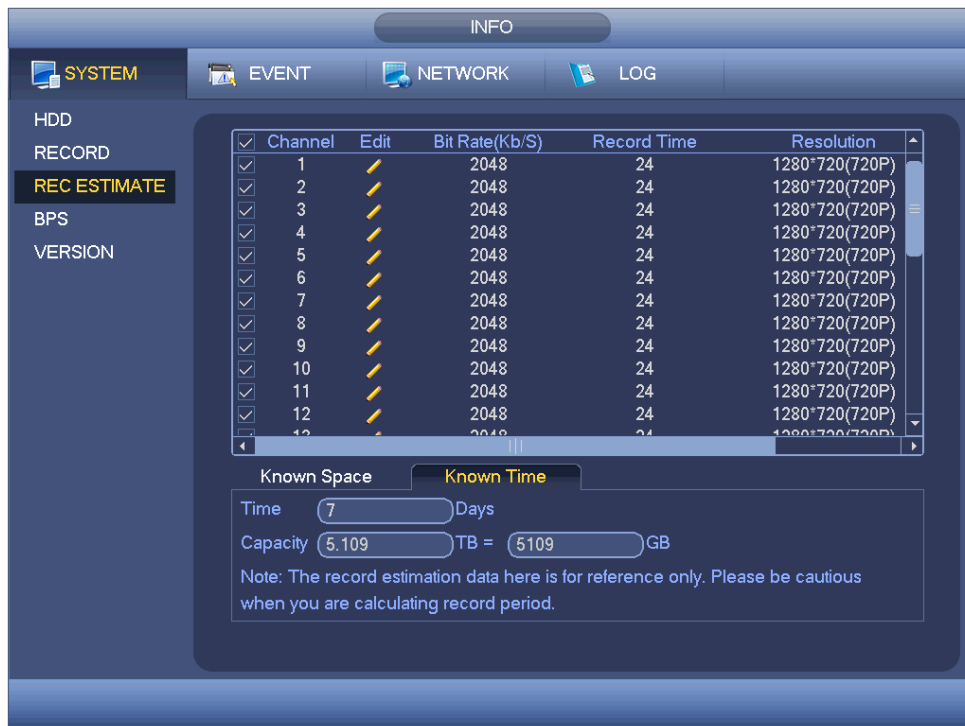 INFO
SYSTEM EVENT NETWORK LOG
HDD
RECORD
REC ESTIMATE
BPS
VERSION
Channel Edit Bit Rate(Kb/S) Record Time Resolution
1 2048 24 1280*720(720P)
2 2048 24 1280*720(720P)
3 2048 24 1280*720(720P)
4 2048 24 1280*720(720P)
5 2048 24 1280*720(720P)
6 2048 24 1280*720(720P)
7 2048 24 1280*720(720P)
8 2048 24 1280*720(720P)
9 2048 24 1280*720(720P)
10 2048 24 1280*720(720P)
11 2048 24 1280*720(720P)
12 2048 24 1280*720(720P)
13 2048 24 1280*720(720P)
Known Space Known Time
Time 7 Days
Capacity 5.109 TB = 5109 GB
Note: The record estimation data here is for reference only. Please be cautious
when you are calculating record period.